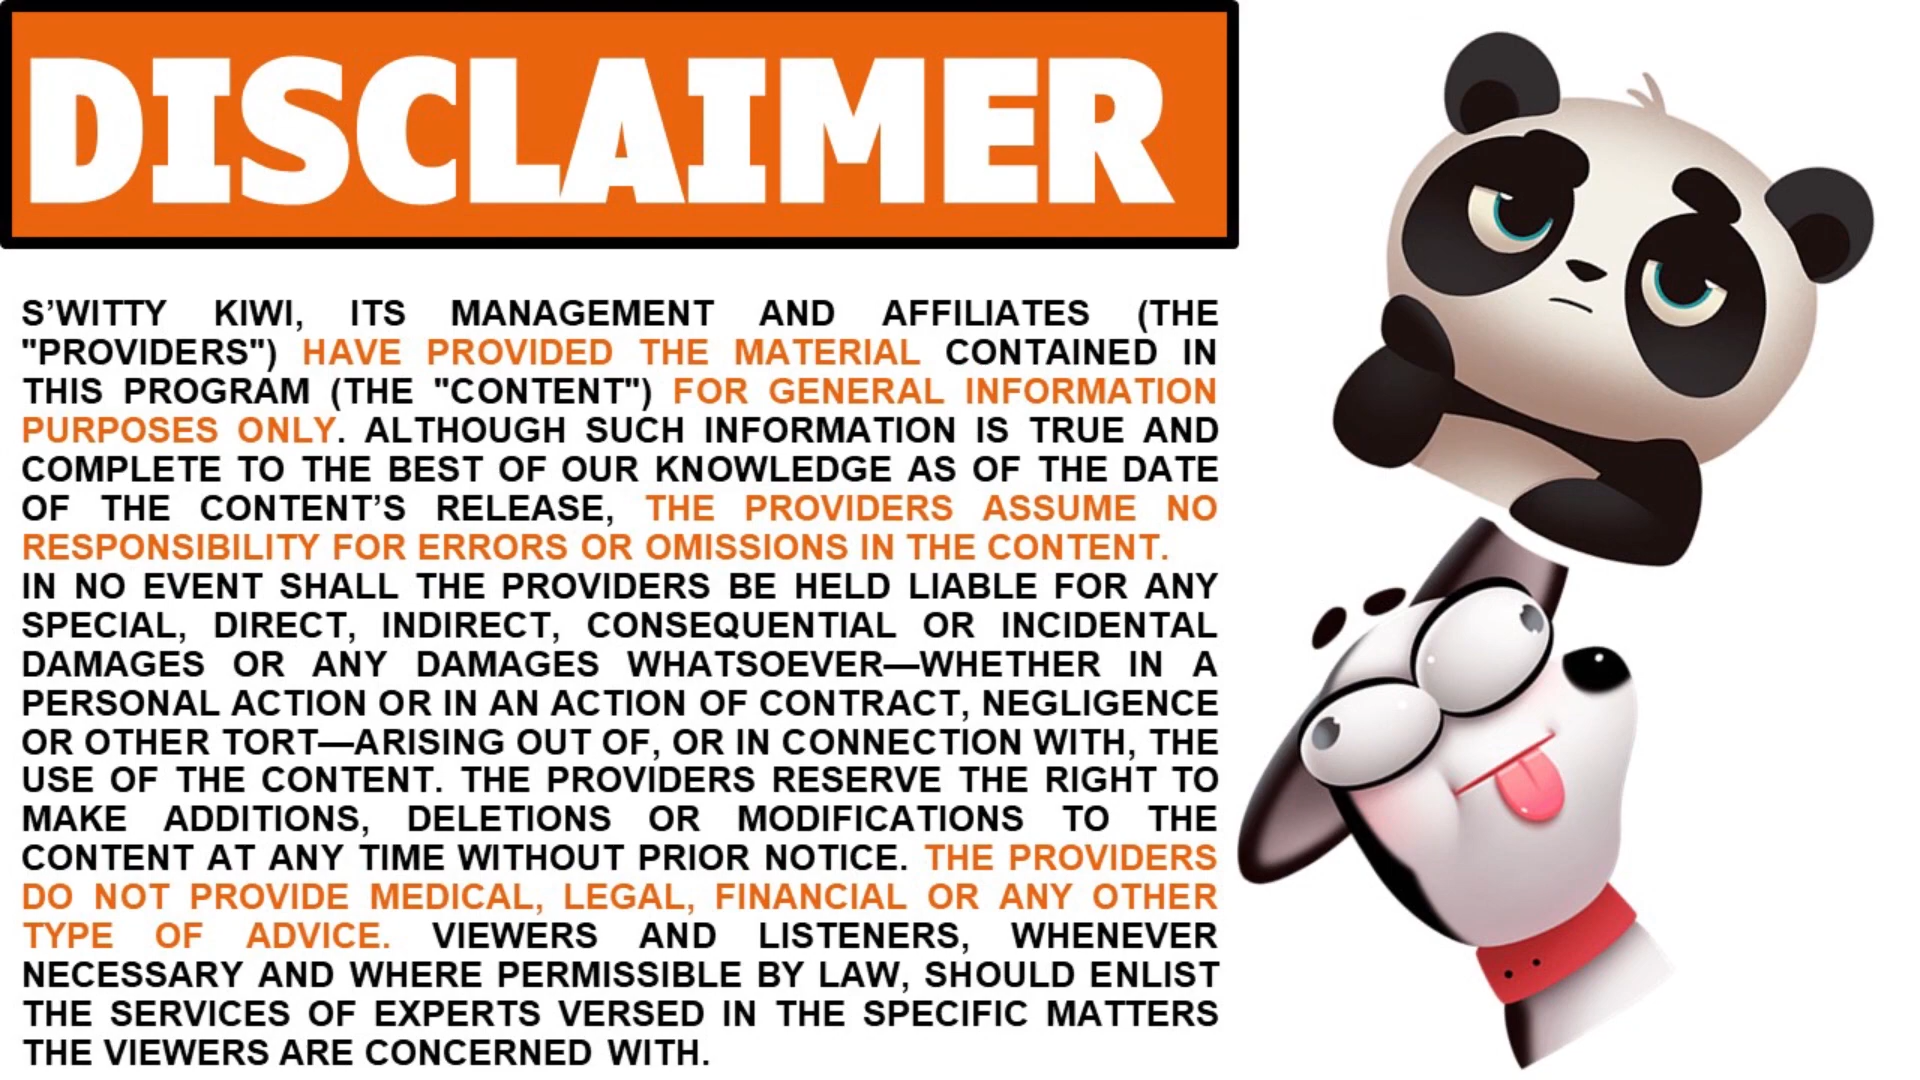 DISCLAIMER
S’WITTY KIWI, ITS MANAGEMENT AND AFFILIATES (THE
"PROVIDERS") HAVE PROVIDED THE MATERIAL CONTAINED IN
THIS PROGRAM (THE "CONTENT") FOR GENERAL INFORMATION
PURPOSES ONLY. ALTHOUGH SUCH INFORMATION IS TRUE AND
COMPLETE TO THE BEST OF OUR KNOWLEDGE AS OF THE DATE
OF THE CONTENT’S RELEASE, THE PROVIDERS ASSUME NO
RESPONSIBILITY FOR ERRORS OR OMISSIONS IN THE CONTENT.
IN NO EVENT SHALL THE PROVIDERS BE HELD LIABLE FOR ANY
SPECIAL, DIRECT, INDIRECT, CONSEQUENTIAL OR INCIDENTAL
DAMAGES OR ANY DAMAGES WHATSOEVER—WHETHER IN A
PERSONAL ACTION OR IN AN ACTION OF CONTRACT, NEGLIGENCE
OR OTHER TORT—ARISING OUT OF, OR IN CONNECTION WITH, THE
USE OF THE CONTENT. THE PROVIDERS RESERVE THE RIGHT TO
MAKE ADDITIONS, DELETIONS OR MODIFICATIONS TO THE
CONTENT AT ANY TIME WITHOUT PRIOR NOTICE. THE PROVIDERS
DO NOT PROVIDE MEDICAL, LEGAL, FINANCIAL OR ANY OTHER
TYPE OF ADVICE. VIEWERS AND LISTENERS, WHENEVER
NECESSARY AND WHERE PERMISSIBLE BY LAW, SHOULD ENLIST
THE SERVICES OF EXPERTS VERSED IN THE SPECIFIC MATTERS
THE VIEWERS ARE CONCERNED WITH.